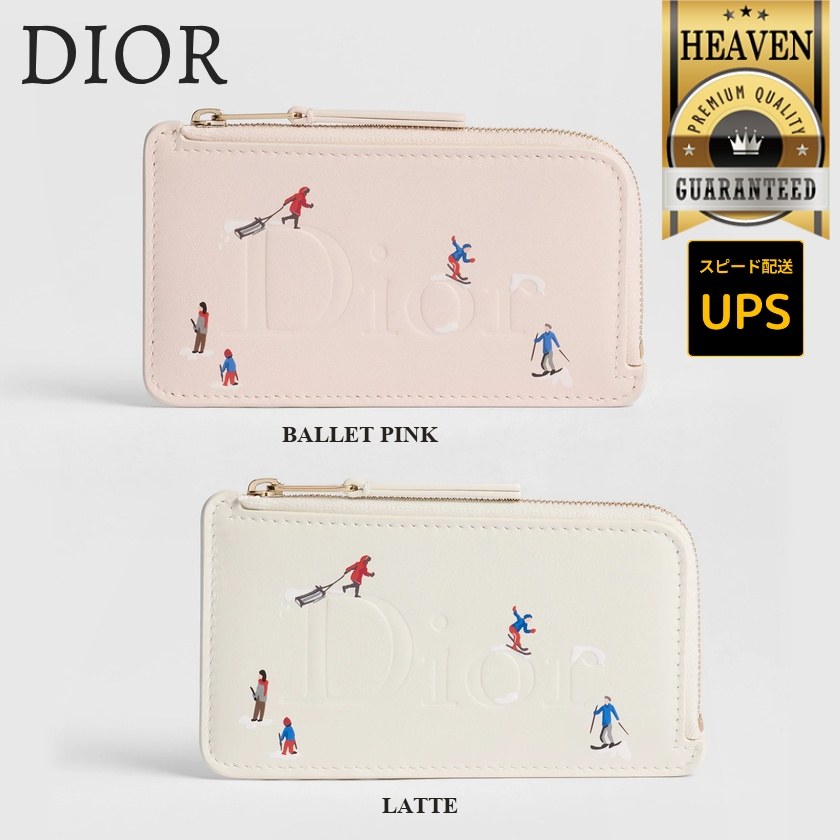 DIOR
HEAVEN
PREMIUM QUALITY
GUARANTEED
スピード配送
UPS
Dior
BALLET PINK
Dior
LATTE